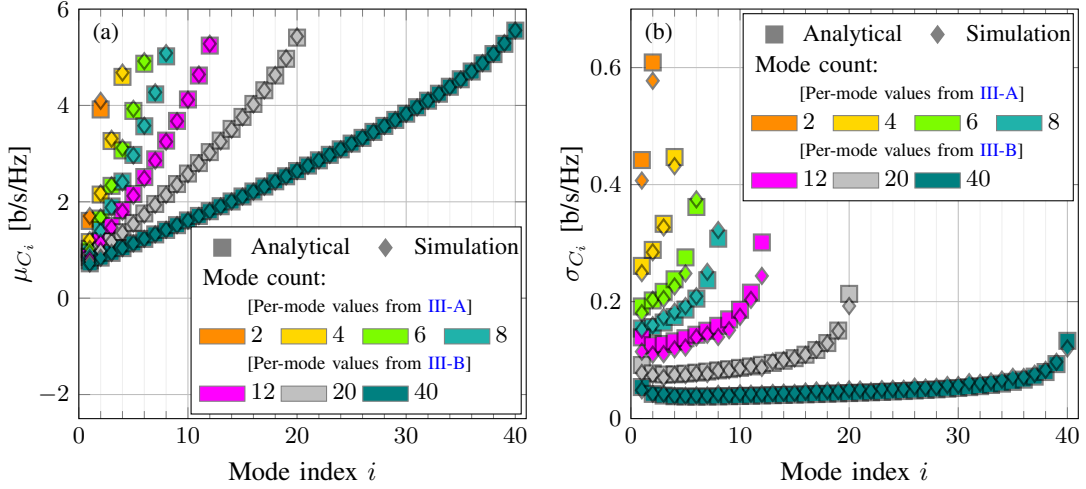 (a)
6
4
2
0
−2
μ_{C_i} [b/s/Hz]
0 10 20 30 40
Mode index i
Analytical Simulation
Mode count:
[Per-mode values from III-A]
2 4 6 8
[Per-mode values from III-B]
12 20 40
(b)
0.6
0.4
0.2
0
σ_{C_i} [b/s/Hz]
0 10 20 30 40
Mode index i
Analytical Simulation
Mode count:
[Per-mode values from III-A]
2 4 6 8
[Per-mode values from III-B]
12 20 40